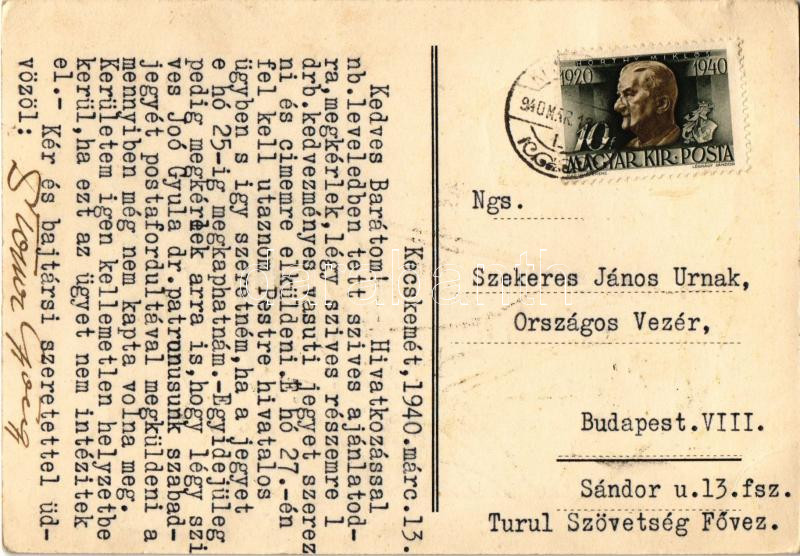 Kecskemét,1940.márc.13.
Kedves Barátom! - Hivatkozással
nb.leveledben tett szives ajánlatod-
ra,megkérlek,légy szives részemre 1
drb.kedvezményes vasuti jegyet szerez
ni és cimemre elküldeni.E hó 27.-én
fel kell utaznom Pestre hivatalos
ügyben s igy szeretném,ha a jegyet
e hó 25-ig megkaphatnám.-Egyidejüleg
pedig megkérlek arra is,hogy légy szi
ves Joó Gyula dr.patrunusunk szabad-
jegyét postafordultával megküldeni a
mennyiben még nem kapta volna meg.
Kerületem igen kellemetlen helyzetbe
kerül,ha ezt az ügyet nem intézitek
el.- Kér és bajtársi szeretettel üd-
vözöl:
HORTHY MIKLÓS
1920 1940
10f
MAGYAR KIR·POSTA
940 MÁR. 13
Ngs.
Szekeres János Urnak,
Országos Vezér,
Budapest.VIII.
Sándor u.13.fsz.
Turul Szövetség Fővez.
darabanth